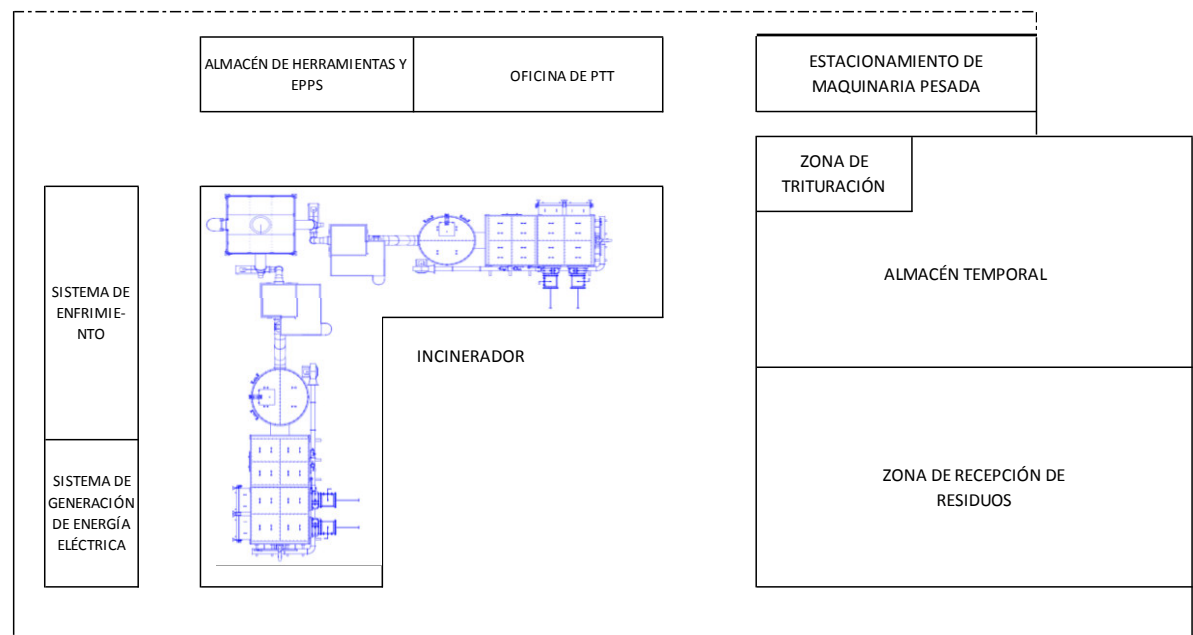 ALMACÉN DE HERRAMIENTAS Y
EPPS
OFICINA DE PTT
ESTACIONAMIENTO DE
MAQUINARIA PESADA
ZONA DE
TRITURACIÓN
ALMACÉN TEMPORAL
SISTEMA DE
ENFRIMIE-
NTO
INCINERADOR
SISTEMA DE
GENERACIÓN
DE ENERGÍA
ELÉCTRICA
ZONA DE RECEPCIÓN DE
RESIDUOS